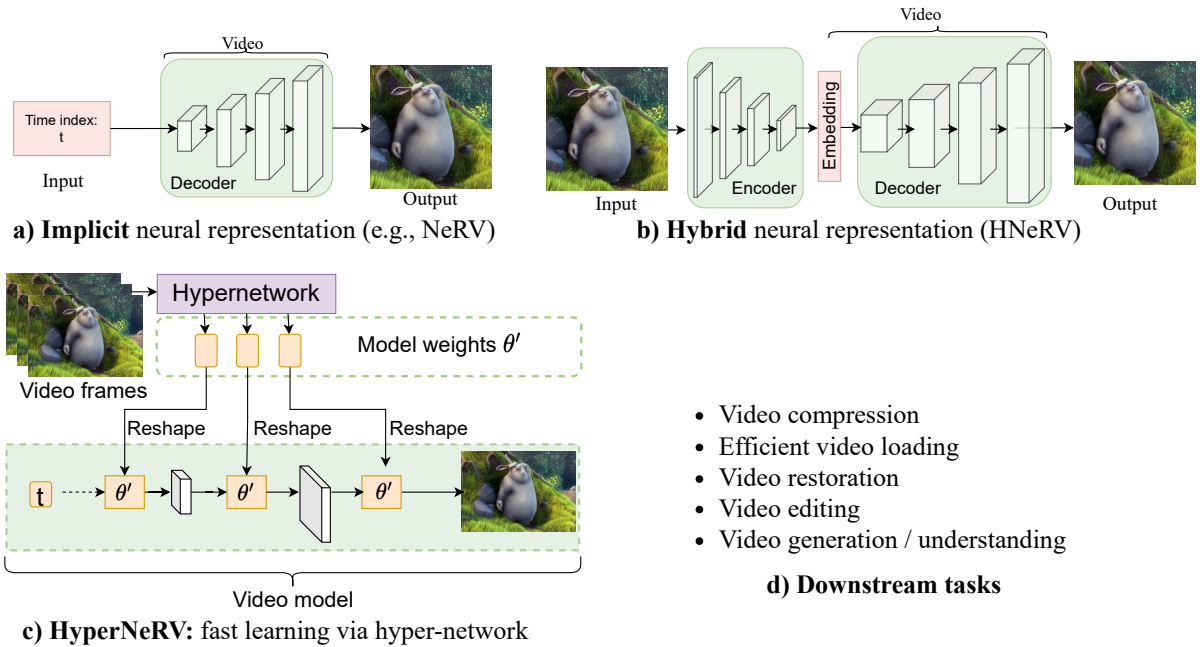 Video
Time index:
t
Input
Decoder
Output
a) Implicit neural representation (e.g., NeRV)
Video
Input
Encoder
Embedding
Decoder
Output
b) Hybrid neural representation (HNeRV)
Hypernetwork
Model weights θ′
Video frames
Reshape
Reshape
Reshape
t
θ′
θ′
θ′
Video model
c) HyperNeRV: fast learning via hyper-network
• Video compression
• Efficient video loading
• Video restoration
• Video editing
• Video generation / understanding
d) Downstream tasks